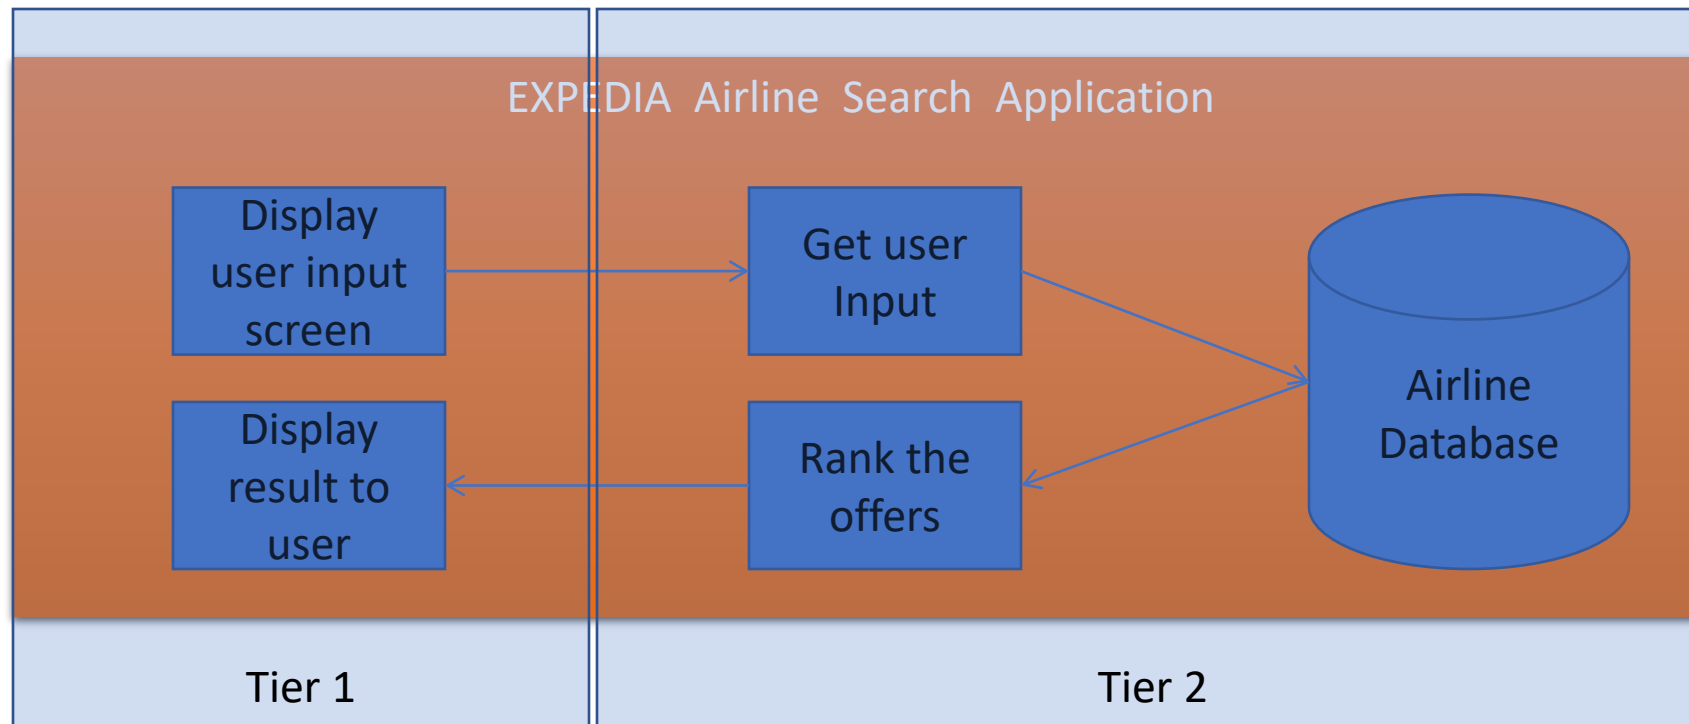 EXPEDIA Airline Search Application
Display
user input
screen
Get user
Input
Airline
Database
Display
result to
user
Rank the
offers
Tier 1
Tier 2